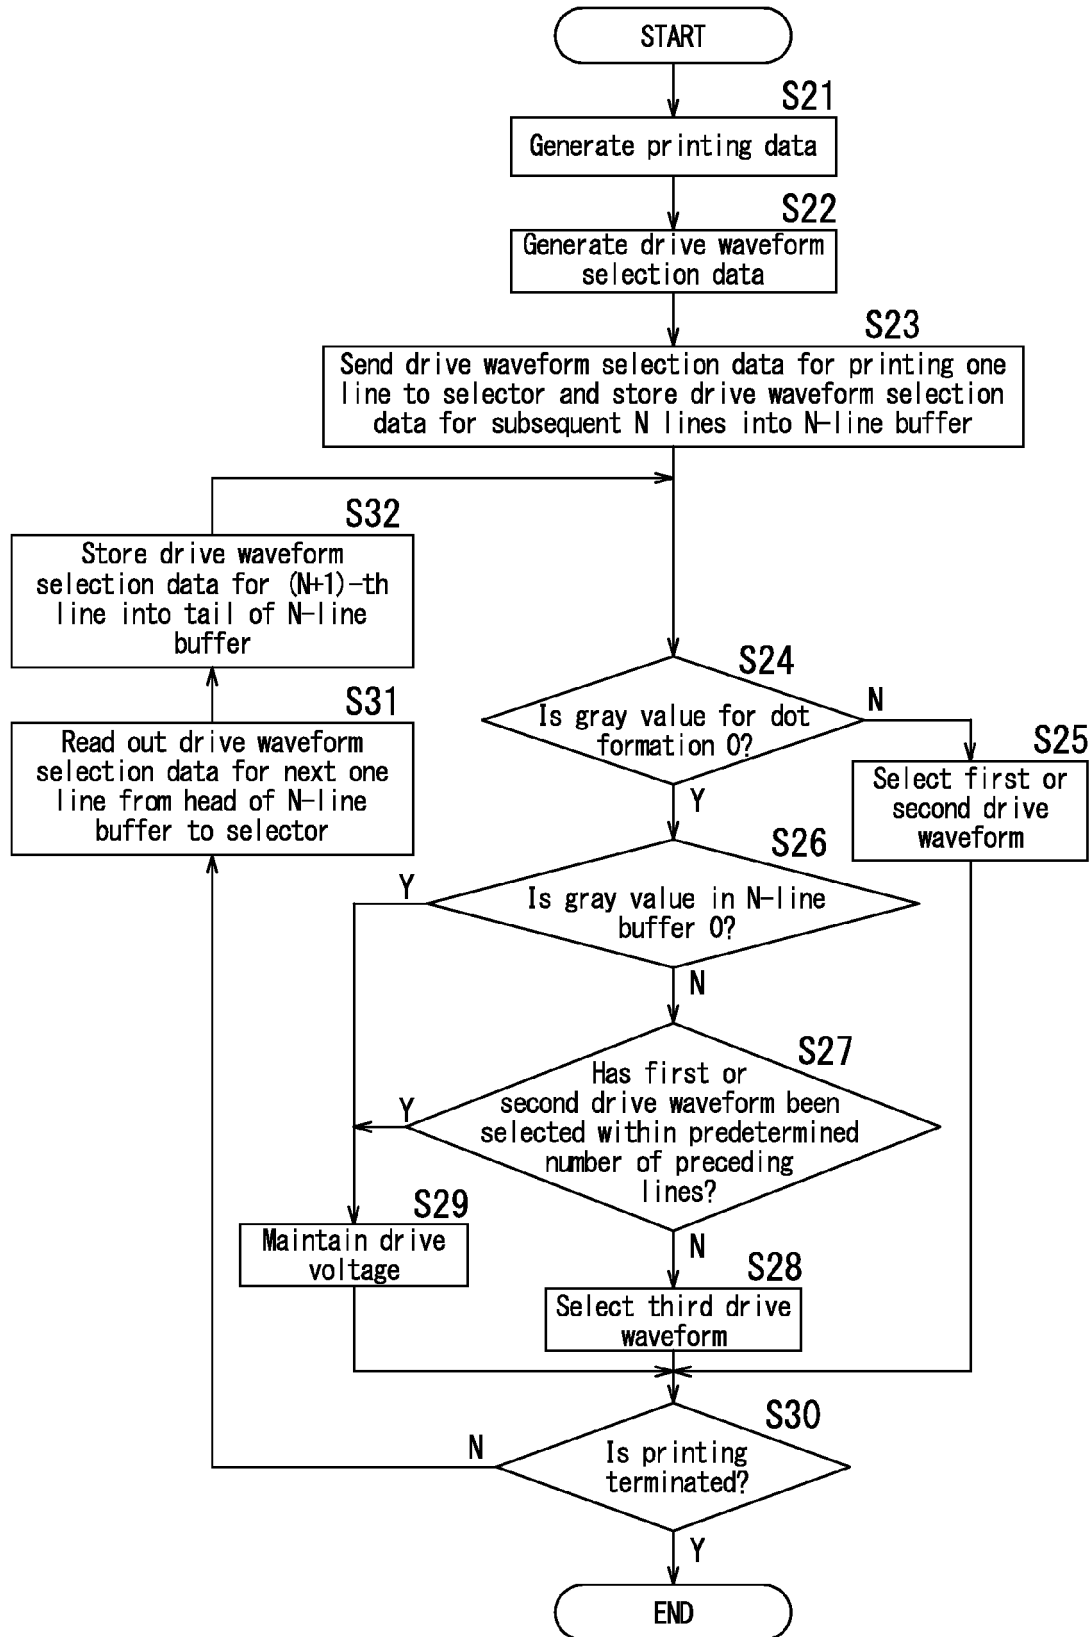 START
S21
Generate printing data
S22
Generate drive waveform
selection data
S23
Send drive waveform selection data for printing one
line to selector and store drive waveform selection
data for subsequent N lines into N-line buffer
S32
Store drive waveform
selection data for (N+1)-th
line into tail of N-line
buffer
S24
Is gray value for dot
formation 0?
N
Y
S31
Read out drive waveform
selection data for next one
line from head of N-line
buffer to selector
S25
Select first or
second drive
waveform
S26
Is gray value in N-line
buffer 0?
Y
N
S27
Has first or
second drive waveform been
selected within predetermined
number of preceding
lines?
Y
N
S29
Maintain drive
voltage
S28
Select third drive
waveform
S30
Is printing
terminated?
N
Y
END